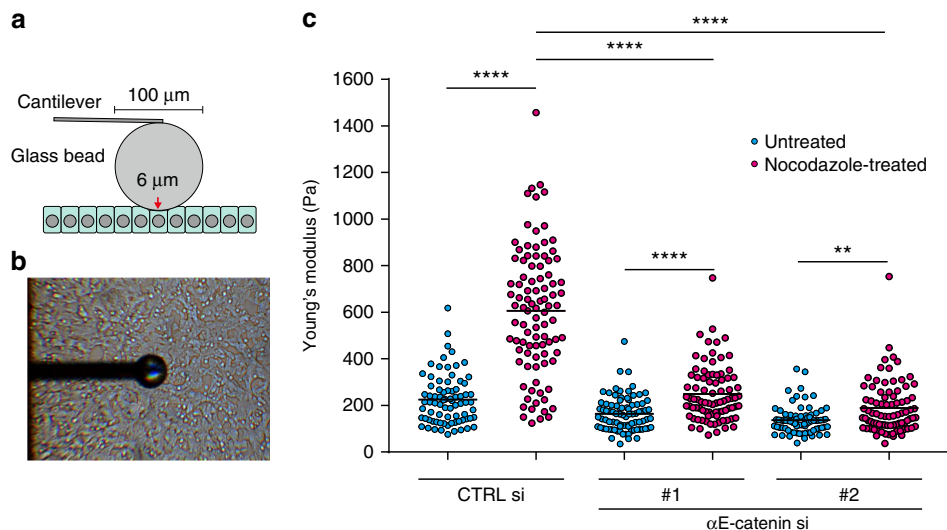 a
100 μm
Cantilever
Glass bead
6 μm
b
c
****
****
****
****
**
Young's modulus (Pa)
1600
1400
1200
1000
800
600
400
200
0
Untreated
Nocodazole-treated
CTRL si
#1
#2
αE-catenin si